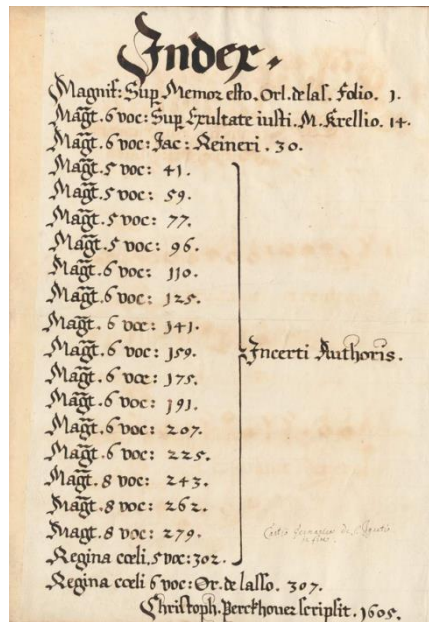 Index.
Magnif: Sup Memor esto. Orl. de las. Folio. 1.
Magt. 6 voc: Sup Exultate iusti. M. Krellio. 14.
Magt. 6 voc: Jac: Reineri. 30.
Magt. 5 voc: 41.
Magt. 5 voc: 59.
Magt. 5 voc: 77.
Magt. 5 voc: 96.
Magt. 6 voc: 110.
Magt. 6 voc: 125.
Magt. 6 voce: 141.
Magt. 6 voc: 159. Incerti Authoris.
Magt. 6 voce: 175.
Magt. 6 voc: 191.
Magt. 6 voc: 207.
Magt. 6 voc: 225.
Magt. 8 voc: 243.
Magt. 8 voc: 262.
Magt. 8 voc: 279.
Regina cœli. 5 voc: 302.
Regina cœli 6 voc: Or. de lasso. 307.
Christoph. Perckhouer scripsit. 1605.